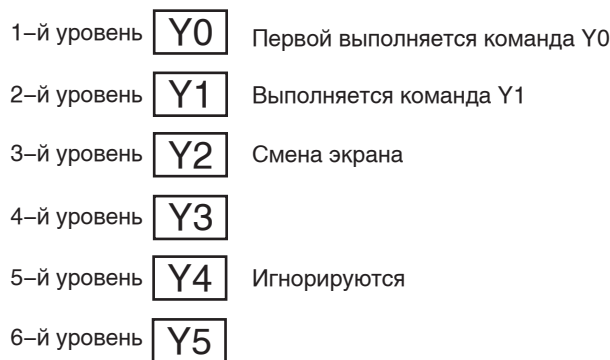 1–й уровень Y0 Первой выполняется команда Y0
2–й уровень Y1 Выполняется команда Y1
3–й уровень Y2 Смена экрана
4–й уровень Y3
5–й уровень Y4 Игнорируются
6–й уровень Y5